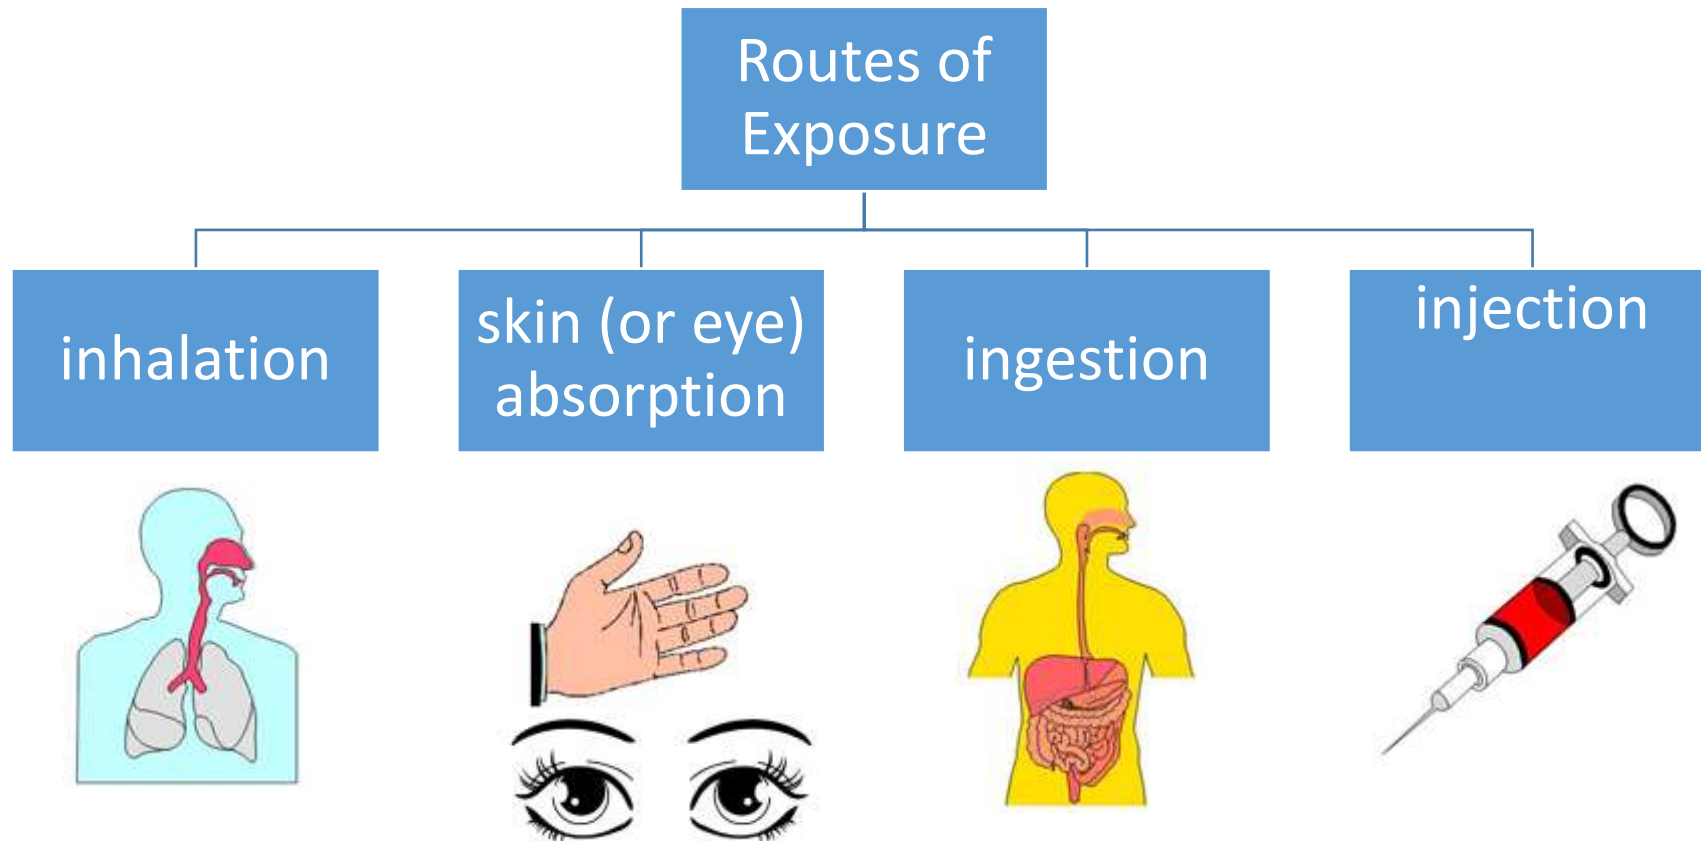 Routes of
Exposure
inhalation
skin (or eye)
absorption
ingestion
injection